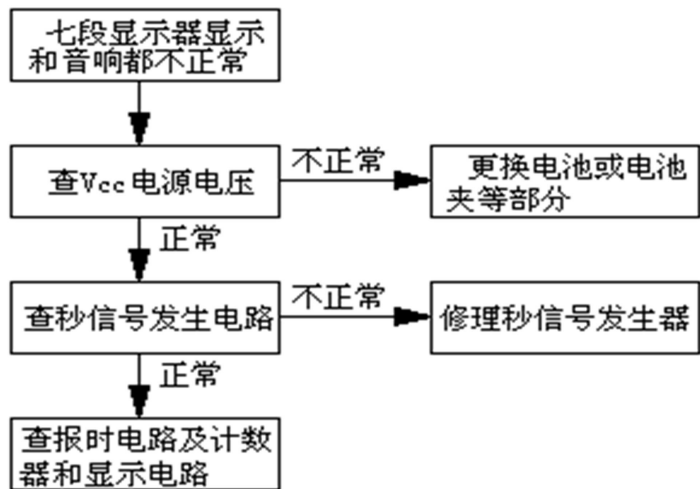 七段显示器显示
和音响都不正常
查Vcc电源电压
不正常
更换电池或电池
夹等部分
正常
查秒信号发生电路
不正常
修理秒信号发生器
正常
查报时电路及计数
器和显示电路